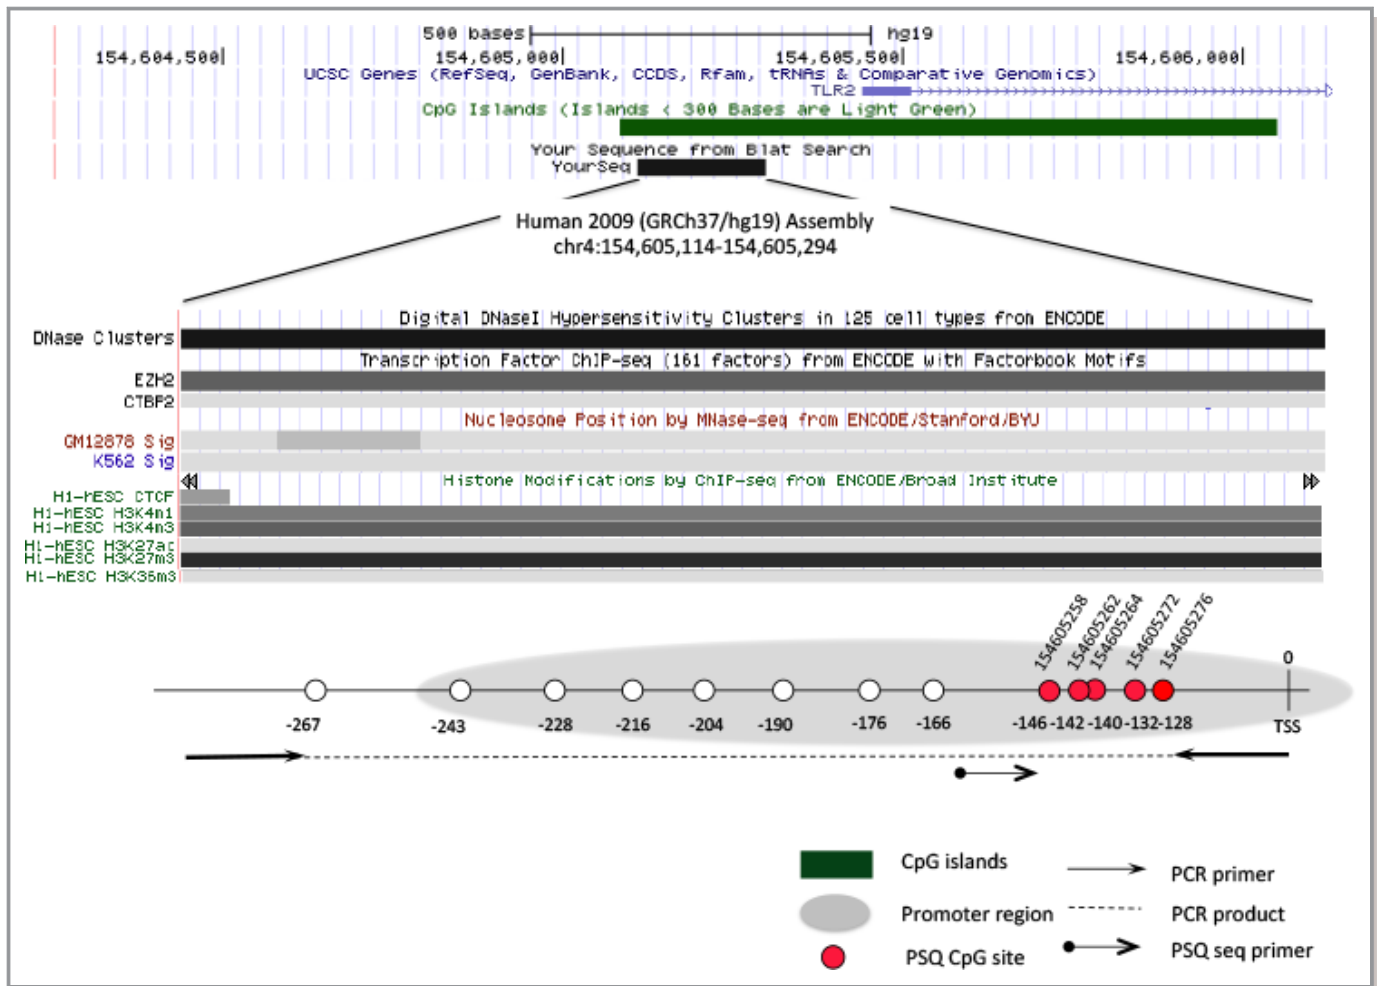 500 bases hg19
154,604,500| 154,605,000| 154,605,500| 154,606,000|
UCSC Genes (RefSeq, GenBank, CCDS, Rfam, tRNAs & Comparative Genomics)
TLR2
CpG Islands (Islands < 300 Bases are Light Green)
Your Sequence from Blat Search
YourSeq
Human 2009 (GRCh37/hg19) Assembly
chr4:154,605,114-154,605,294
Digital DNaseI Hypersensitivity Clusters in 125 cell types from ENCODE
DNase Clusters
Transcription Factor ChIP-seq (161 factors) from ENCODE with Factorbook Motifs
EZH2
CTBP2
Nucleosome Position by MNase-seq from ENCODE/Stanford/BYU
GM12878 Sig
K562 Sig
Histone Modifications by ChIP-seq from ENCODE/Broad Institute
H1-hESC CTCF
H1-hESC H3K4m1
H1-hESC H3K4m3
H1-hESC H3K27ac
H1-hESC H3K27m3
H1-hESC H3K36m3
154605258 154605262 154605264 154605272 154605276
0
-267 -243 -228 -216 -204 -190 -176 -166 -146 -142 -140 -132 -128 TSS
CpG islands PCR primer
Promoter region PCR product
PSQ CpG site PSQ seq primer